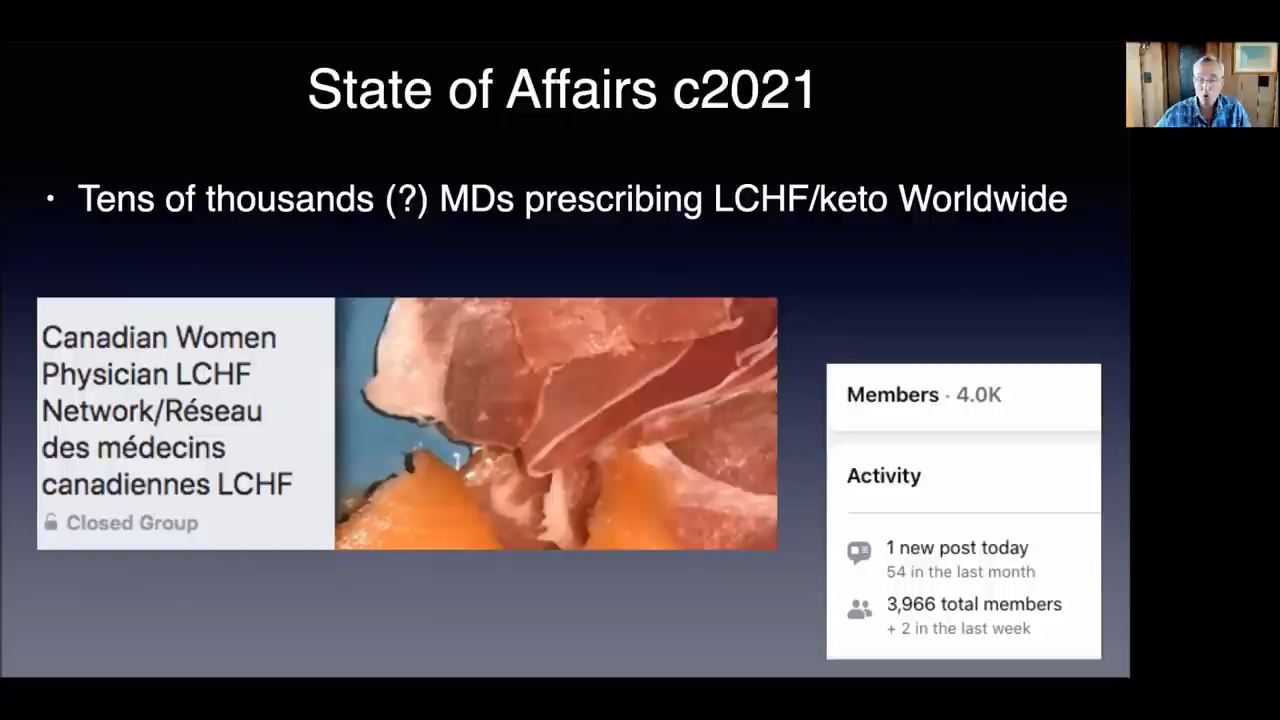 State of Affairs c2021
• Tens of thousands (?) MDs prescribing LCHF/keto Worldwide
Canadian Women
Physician LCHF
Network/Réseau
des médecins
canadiennes LCHF
Closed Group
Members · 4.0K
Activity
1 new post today
54 in the last month
3,966 total members
+ 2 in the last week